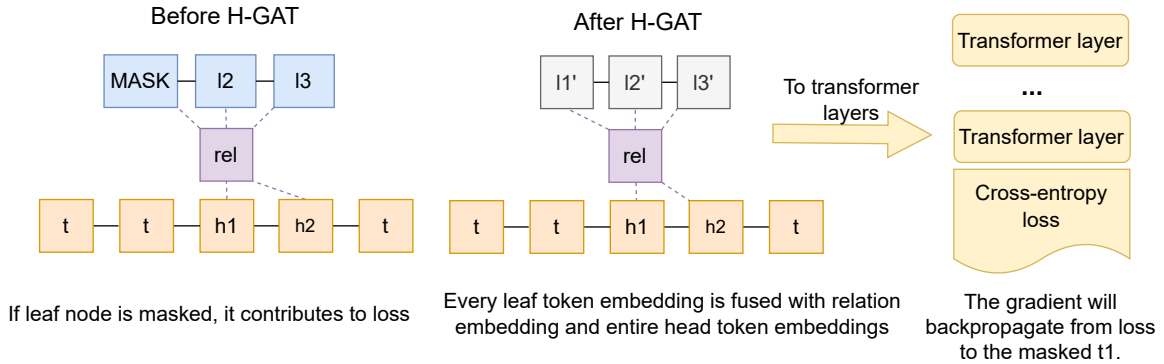 Before H-GAT
MASK l2 l3
rel
t t h1 h2 t
If leaf node is masked, it contributes to loss
After H-GAT
l1' l2' l3'
rel
t t h1 h2 t
Every leaf token embedding is fused with relation
embedding and entire head token embeddings
To transformer
layers
Transformer layer
...
Transformer layer
Cross-entropy
loss
The gradient will
backpropagate from loss
to the masked t1.